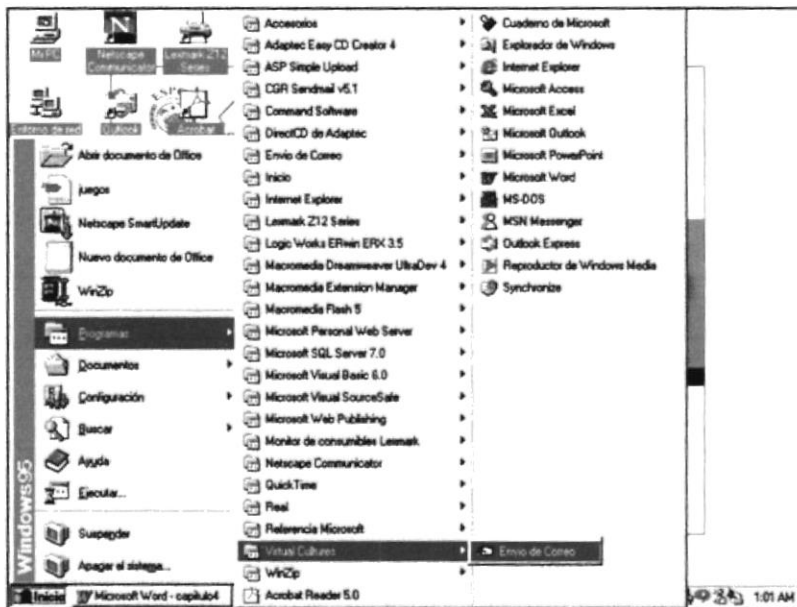 Mi PC
Netscape Communicator
Lexmark Z12 Series
Entorno de red
Outlook
Acrobat
Abrir documento de Office
juegos
Netscape SmartUpdate
Nuevo documento de Office
WinZip
Programas
Documentos
Configuración
Buscar
Ayuda
Ejecutar...
Suspender
Apagar el sistema...
Windows95
Accesorios
Adaptec Easy CD Creator 4
ASP Simple Upload
CGR Sendmail v5.1
Command Software
DirectCD de Adaptec
Envio de Correo
Inicio
Internet Explorer
Lexmark Z12 Series
Logic Works ERwin ERX 3.5
Macromedia Dreamweaver UltraDev 4
Macromedia Extension Manager
Macromedia Flash 5
Microsoft Personal Web Server
Microsoft SQL Server 7.0
Microsoft Visual Basic 6.0
Microsoft Visual SourceSafe
Microsoft Web Publishing
Monitor de consumibles Lexmark
Netscape Communicator
QuickTime
Real
Referencia Microsoft
Virtual Cultures
WinZip
Acrobat Reader 5.0
Cuaderno de Microsoft
Explorador de Windows
Internet Explorer
Microsoft Access
Microsoft Excel
Microsoft Outlook
Microsoft PowerPoint
Microsoft Word
MS-DOS
MSN Messenger
Outlook Express
Reproductor de Windows Media
Synchronize
Envio de Correo
Inicio
Microsoft Word - capitulo4
1:01 AM